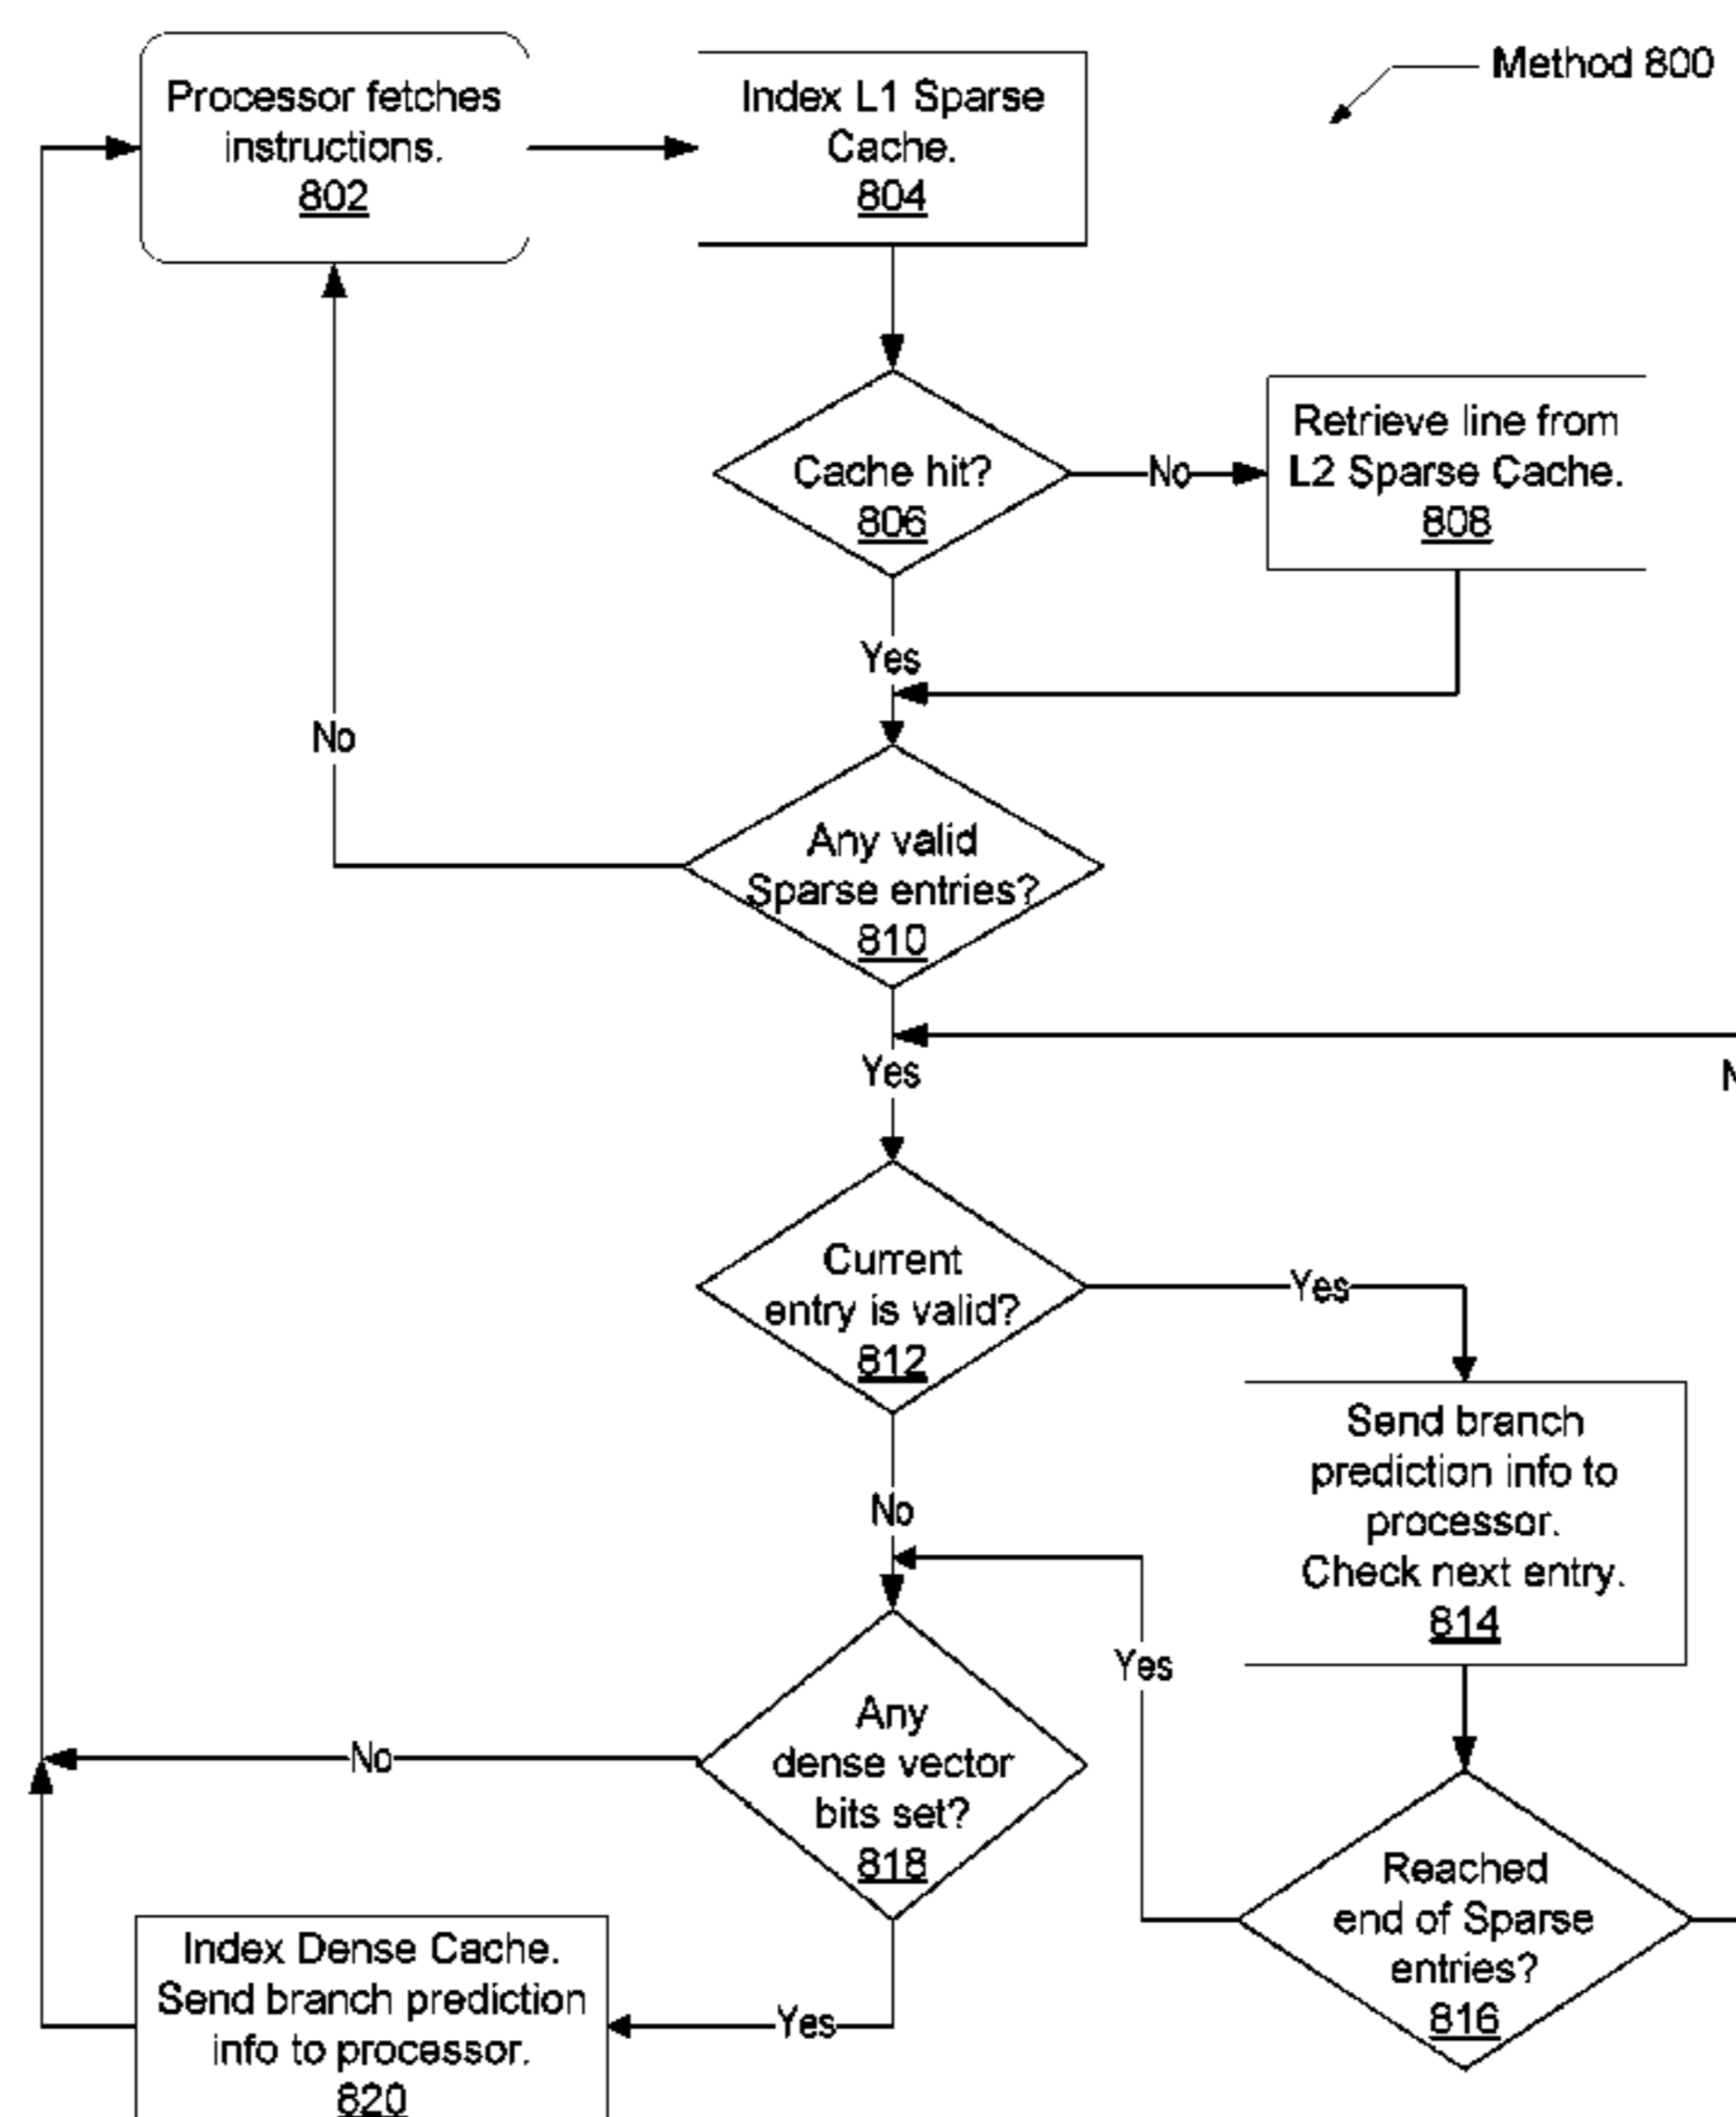 Method 800
Processor fetches
instructions.
802
Index L1 Sparse
Cache.
804
Cache hit?
806
No
Retrieve line from
L2 Sparse Cache.
808
Yes
No
Any valid
Sparse entries?
810
Yes
Current
entry is valid?
812
Yes
Send branch
prediction info to
processor.
Check next entry.
814
No
Yes
Any
dense vector
bits set?
818
No
Reached
end of Sparse
entries?
816
Yes
Index Dense Cache.
Send branch prediction
info to processor.
820